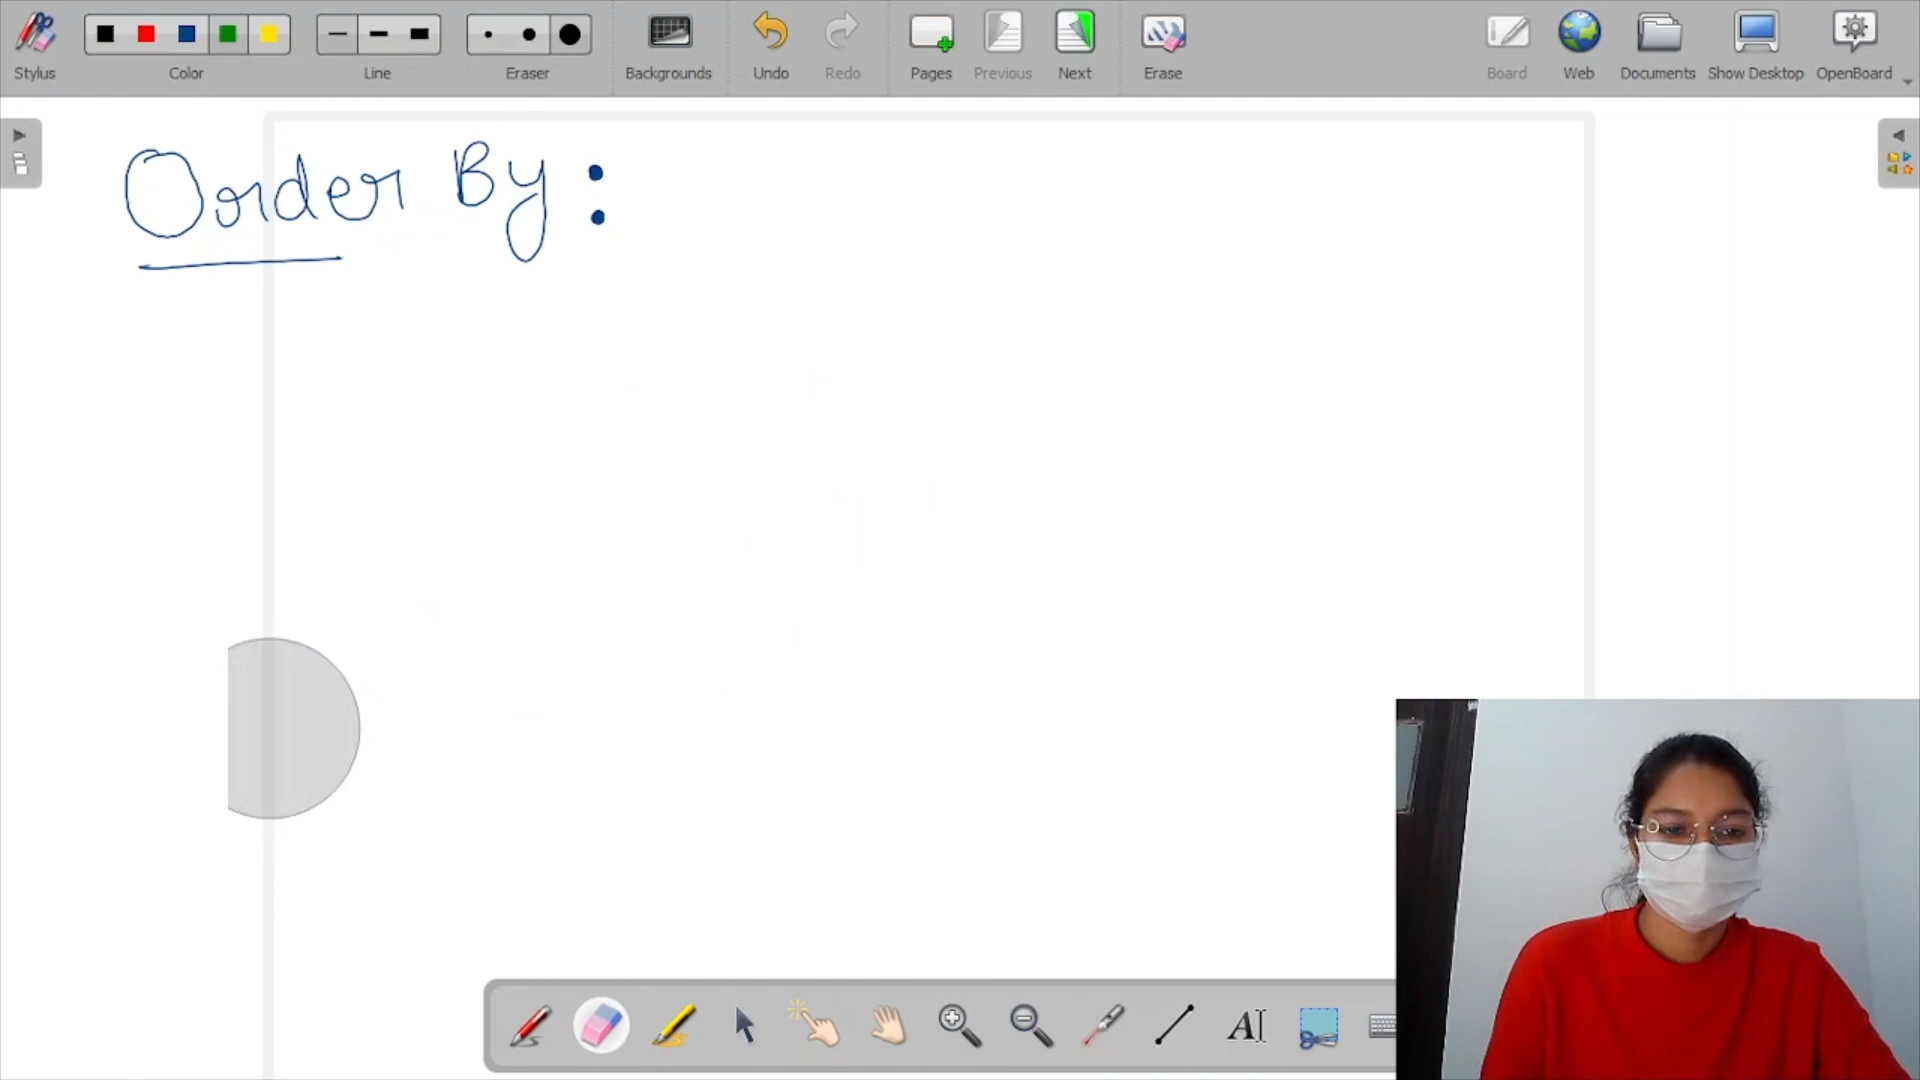 Stylus
Color
Line
Eraser
Backgrounds
Undo
Redo
Pages
Previous
Next
Erase
Board
Web
Documents
Show Desktop
OpenBoard
Order By :
A